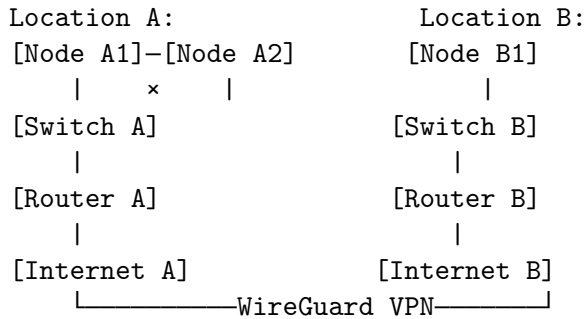 Location A: Location B:
[Node A1]—[Node A2] [Node B1]
| × | |
[Switch A] [Switch B]
| |
[Router A] [Router B]
| |
[Internet A] [Internet B]
└──────────WireGuard VPN───────┘